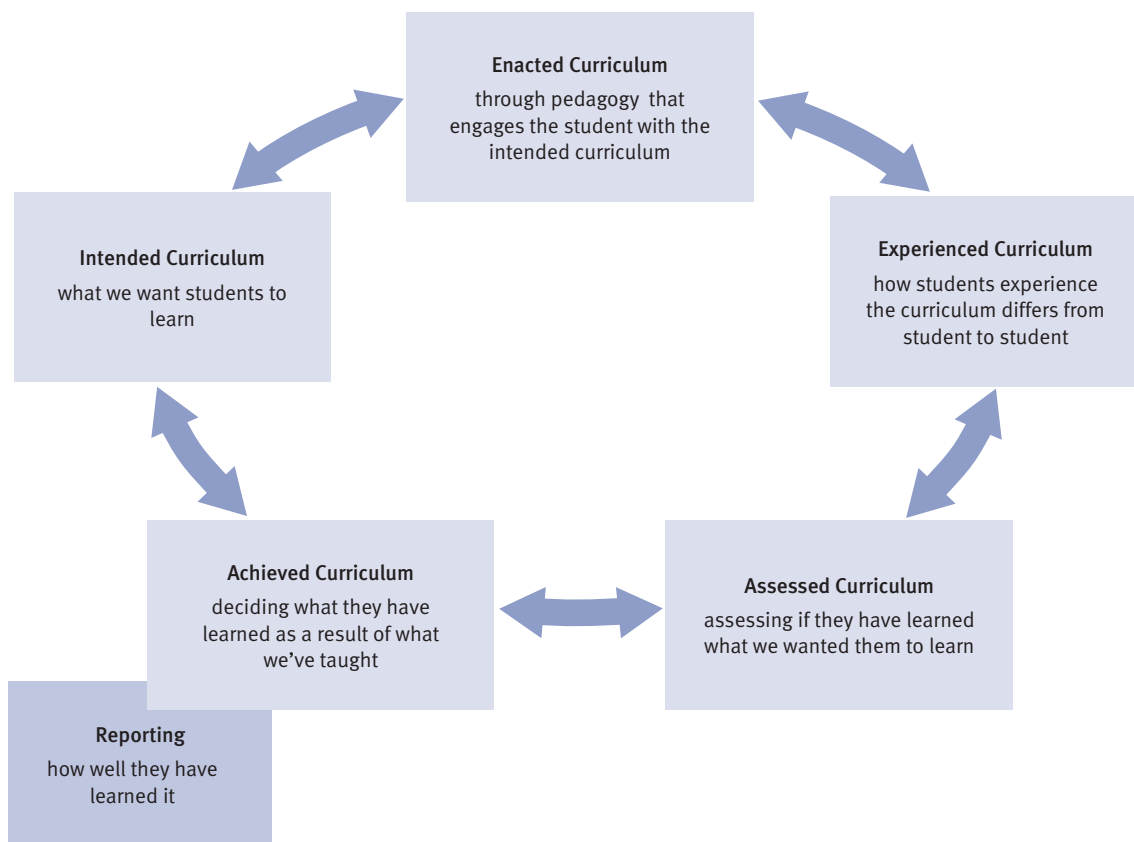 Enacted Curriculum
through pedagogy that
engages the student with the
intended curriculum
Intended Curriculum
what we want students to
learn
Experienced Curriculum
how students experience
the curriculum differs from
student to student
Achieved Curriculum
deciding what they have
learned as a result of what
we’ve taught
Assessed Curriculum
assessing if they have learned
what we wanted them to learn
Reporting
how well they have
learned it